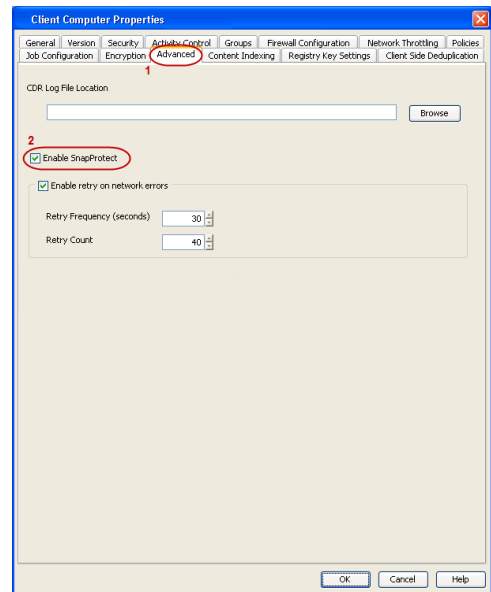 Client Computer Properties
General Version Security Activity Control Groups Firewall Configuration Network Throttling Policies
Job Configuration Encryption Advanced Content Indexing Registry Key Settings Client Side Deduplication
1
CDR Log File Location
Browse
2
Enable SnapProtect
Enable retry on network errors
Retry Frequency (seconds) 30
Retry Count 40
OK Cancel Help